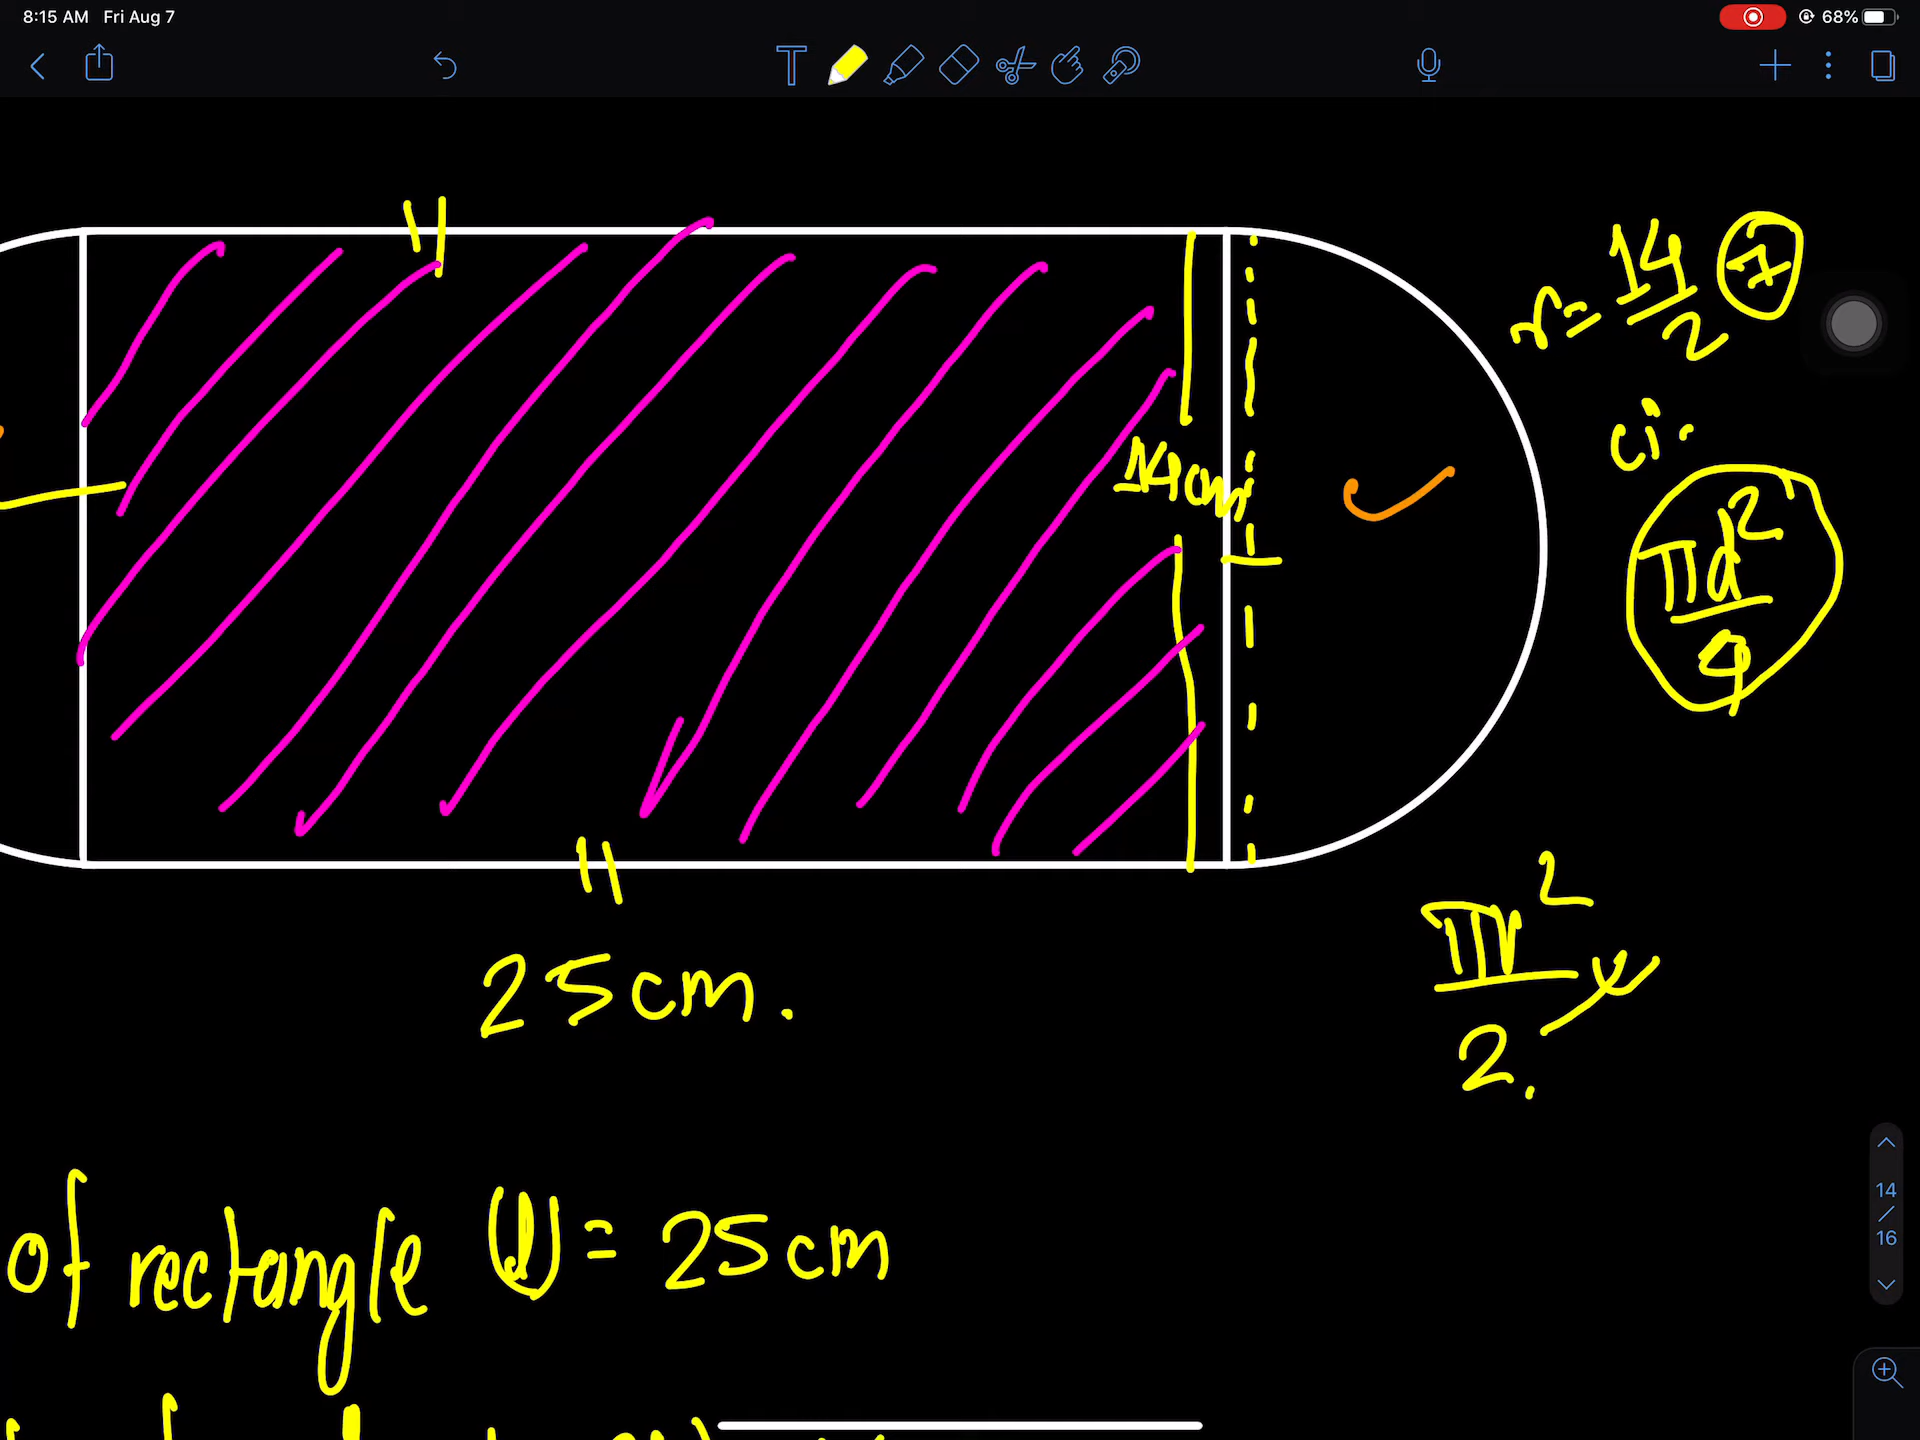 8:15 AM Fri Aug 7
68%
r = 14/2 7
14cm
ci.
πd²/4
25cm.
πr²/2.
of rectangle (l) = 25cm
14
/
16